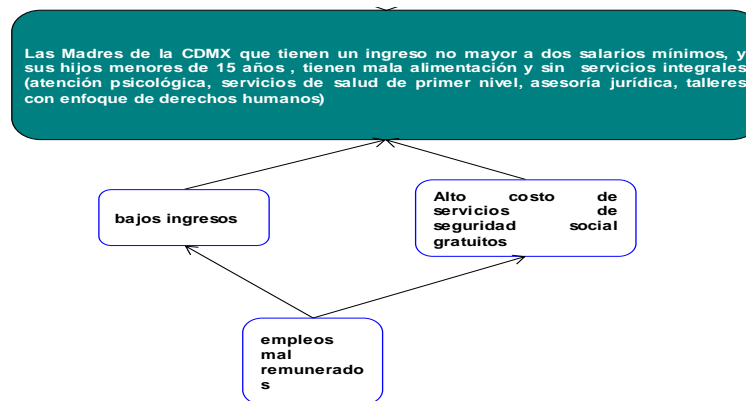 Las Madres de la CDMX que tienen un ingreso no mayor a dos salarios mínimos, y
sus hijos menores de 15 años , tienen mala alimentación y sin servicios integrales
(atención psicológica, servicios de salud de primer nivel, asesoría jurídica, talleres
con enfoque de derechos humanos)
bajos ingresos
Alto costo de
servicios de
seguridad social
gratuitos
empleos
mal
remunerado
s